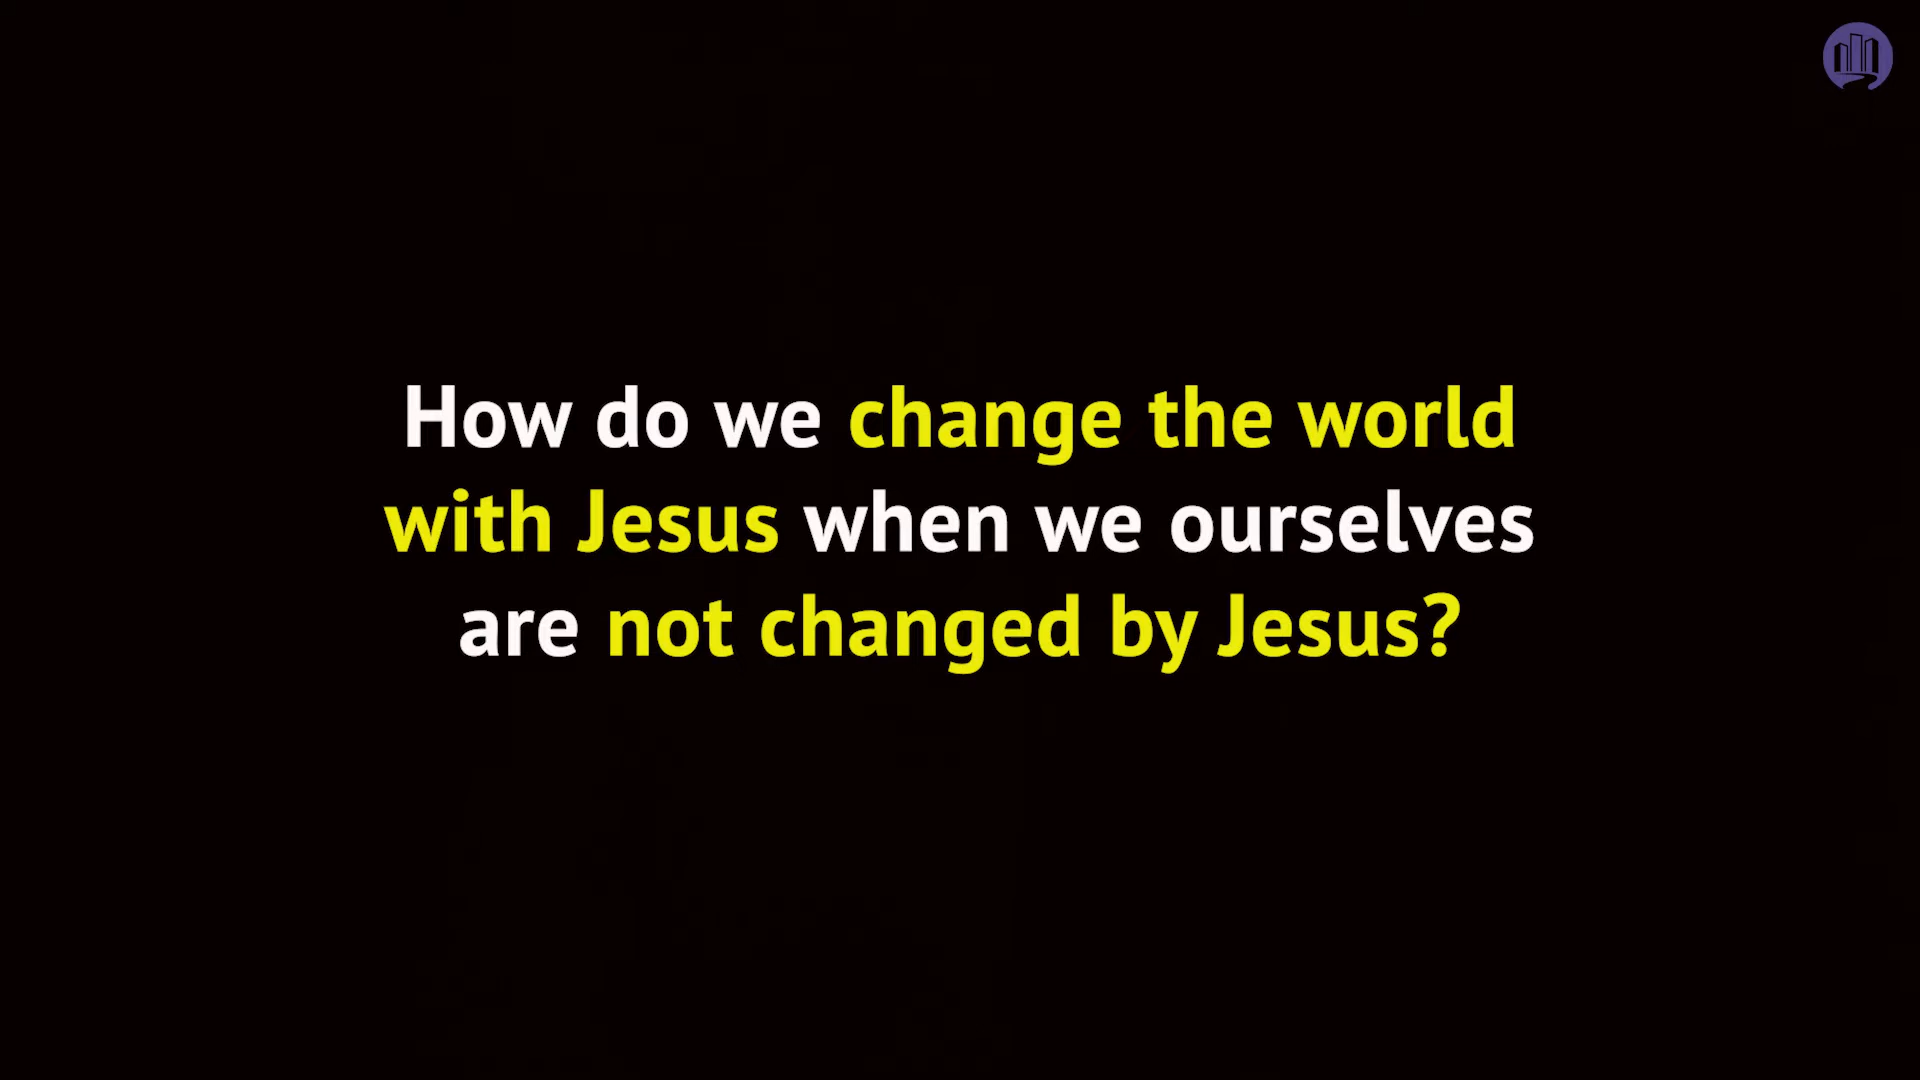 How do we change the world
with Jesus when we ourselves
are not changed by Jesus?